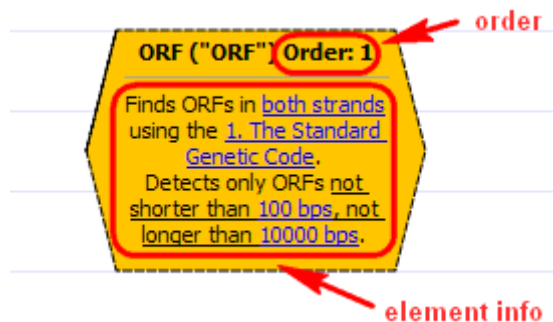 order
ORF ("ORF") Order: 1
Finds ORFs in both strands
using the 1. The Standard
Genetic Code.
Detects only ORFs not
shorter than 100 bps, not
longer than 10000 bps.
element info